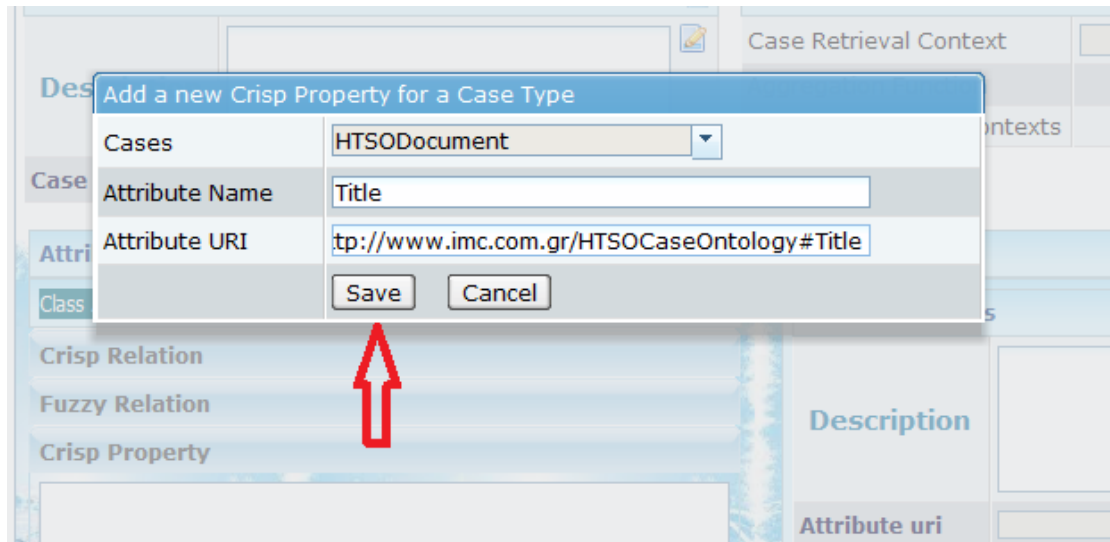 Case Retrieval Context
Des
Add a new Crisp Property for a Case Type
Cases
HTSODocument
ontexts
Case
Attribute Name
Title
Attri
Attribute URI
tp://www.imc.com.gr/HTSOCaseOntology#Title
Class
Save
Cancel
s
Crisp Relation
Fuzzy Relation
Description
Crisp Property
Attribute uri